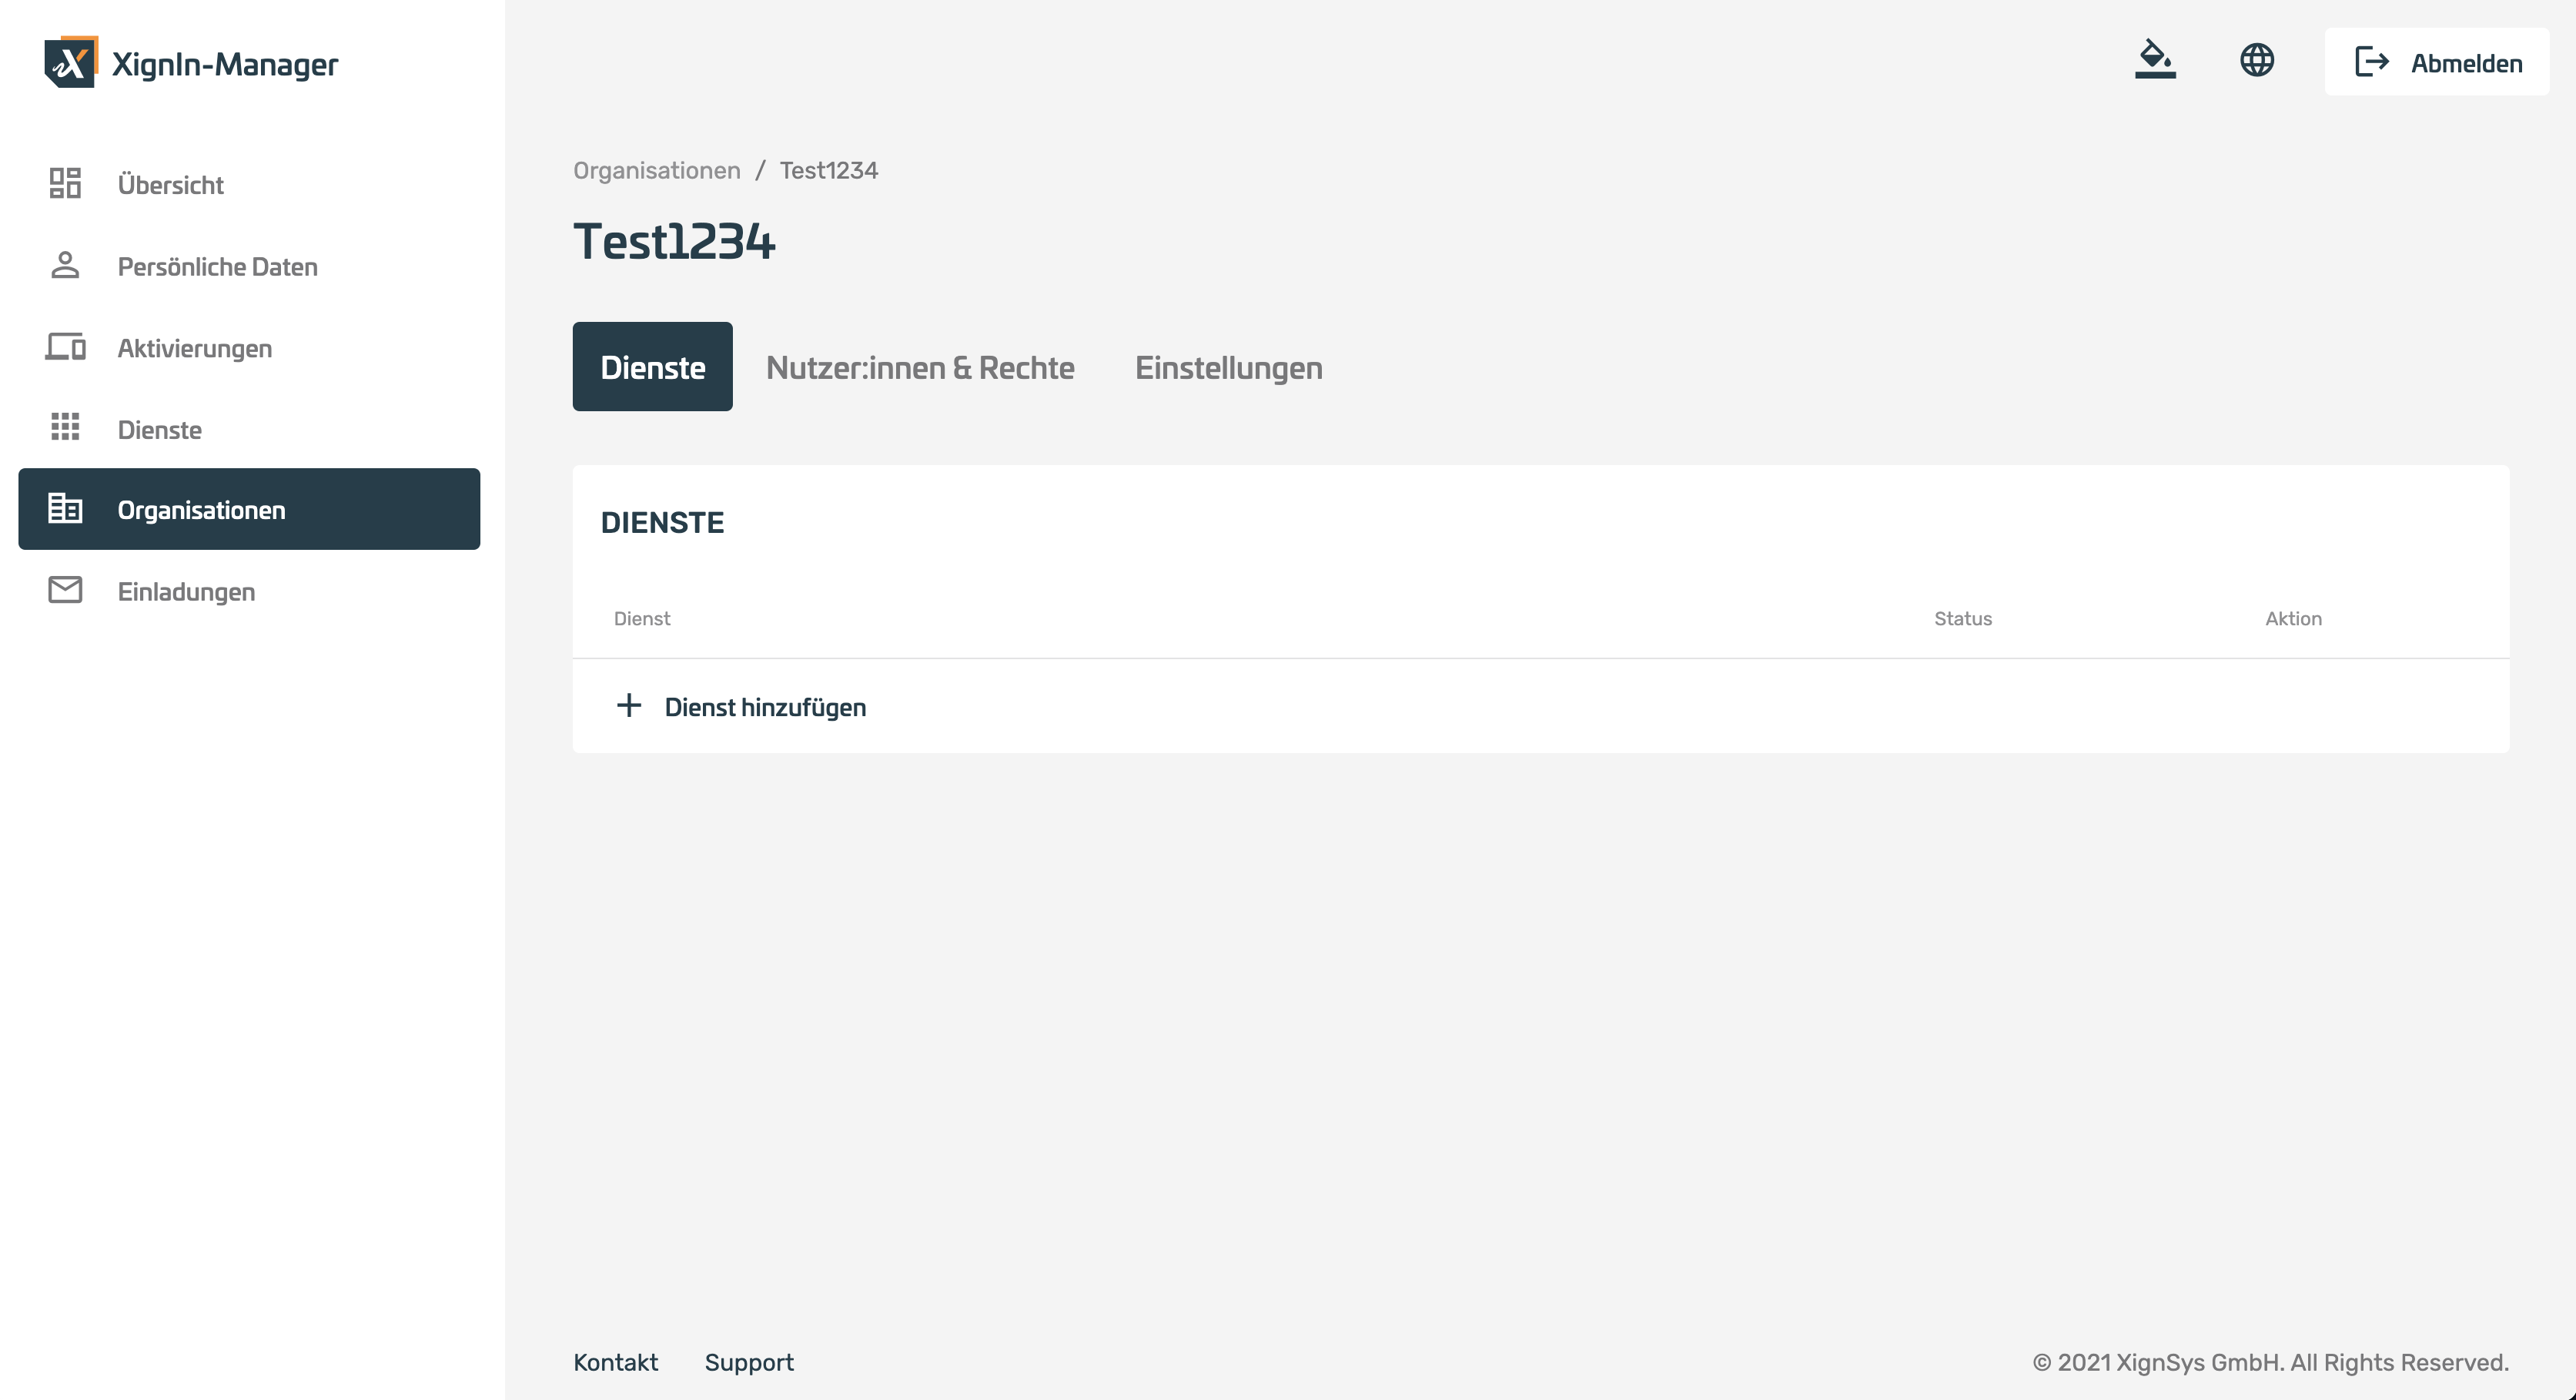 XignIn-Manager
Abmelden
Übersicht
Persönliche Daten
Aktivierungen
Dienste
Organisationen
Einladungen
Organisationen / Test1234
Test1234
Dienste Nutzer:innen & Rechte Einstellungen
DIENSTE
Dienst Status Aktion
+ Dienst hinzufügen
Kontakt Support © 2021 XignSys GmbH. All Rights Reserved.